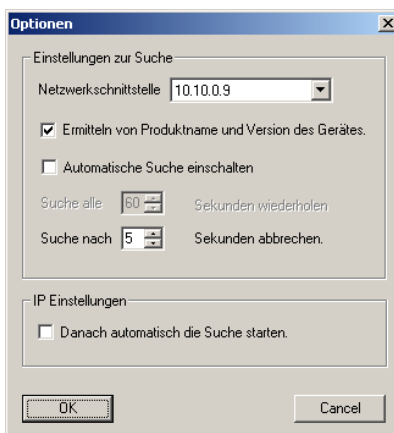 Optionen
Einstellungen zur Suche
Netzwerkschnittstelle 10.10.0.9
Ermitteln von Produktname und Version des Gerätes.
Automatische Suche einschalten
Suche alle 60 Sekunden wiederholen
Suche nach 5 Sekunden abbrechen.
IP Einstellungen
Danach automatisch die Suche starten.
OK Cancel